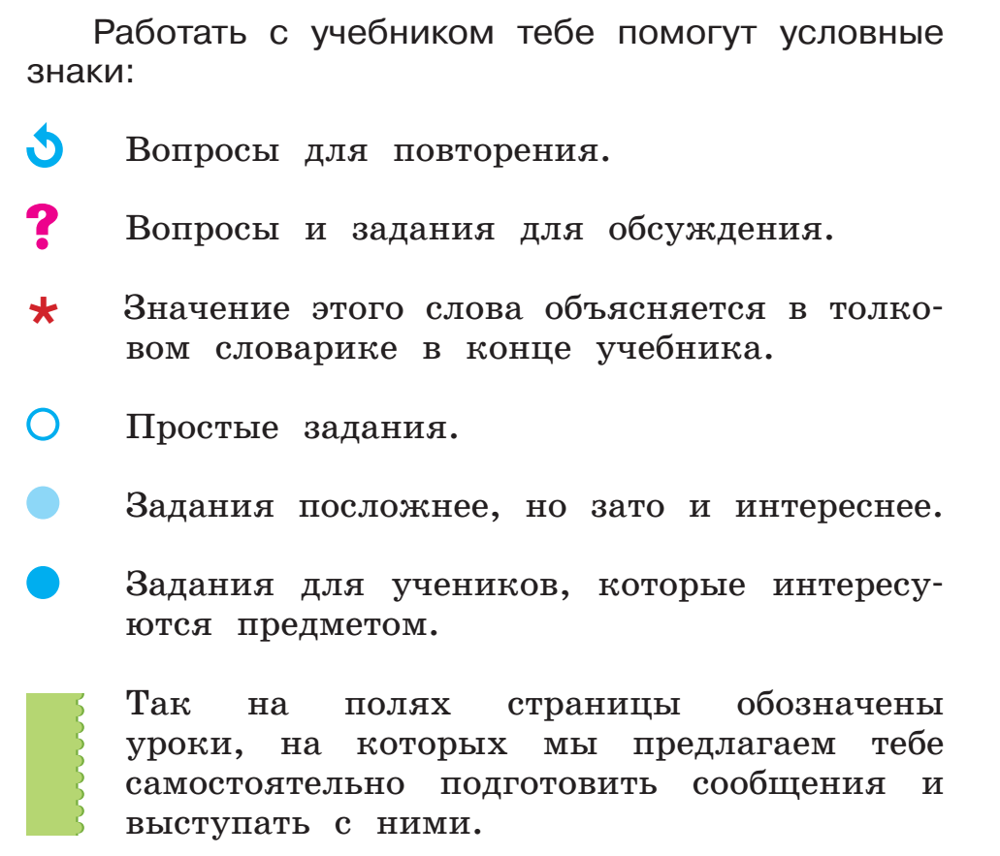 Работать с учебником тебе помогут условные
знаки:
Вопросы для повторения.
?
Вопросы и задания для обсуждения.
*
Значение этого слова объясняется в толко-
вом словарике в конце учебника.
Простые задания.
Задания посложнее, но зато и интереснее.
Задания для учеников, которые интересу-
ются предметом.
Так на полях страницы обозначены
уроки, на которых мы предлагаем тебе
самостоятельно подготовить сообщения и
выступать с ними.